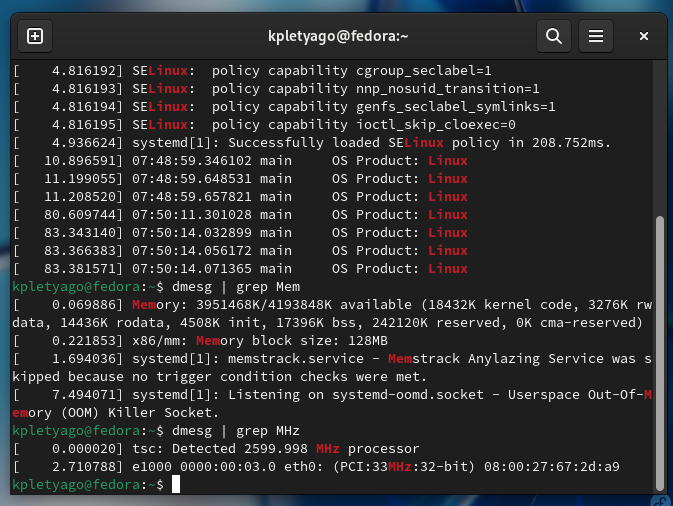 kpletyago@fedora:~
[    4.816192] SELinux:  policy capability cgroup_seclabel=1
[    4.816193] SELinux:  policy capability nnp_nosuid_transition=1
[    4.816194] SELinux:  policy capability genfs_seclabel_symlinks=1
[    4.816195] SELinux:  policy capability ioctl_skip_cloexec=0
[    4.936624] systemd[1]: Successfully loaded SELinux policy in 208.752ms.
[   10.896591] 07:48:59.346102 main     OS Product: Linux
[   11.199055] 07:48:59.648531 main     OS Product: Linux
[   11.208520] 07:48:59.657821 main     OS Product: Linux
[   80.609744] 07:50:11.301028 main     OS Product: Linux
[   83.343140] 07:50:14.032899 main     OS Product: Linux
[   83.366383] 07:50:14.056172 main     OS Product: Linux
[   83.381571] 07:50:14.071365 main     OS Product: Linux
kpletyago@fedora:~$ dmesg | grep Mem
[    0.069886] Memory: 3951468K/4193848K available (18432K kernel code, 3276K rw
data, 14436K rodata, 4508K init, 17396K bss, 242120K reserved, 0K cma-reserved)
[    0.221853] x86/mm: Memory block size: 128MB
[    1.694036] systemd[1]: memstrack.service - Memstrack Anylazing Service was s
kipped because no trigger condition checks were met.
[    7.494071] systemd[1]: Listening on systemd-oomd.socket - Userspace Out-Of-M
emory (OOM) Killer Socket.
kpletyago@fedora:~$ dmesg | grep MHz
[    0.000020] tsc: Detected 2599.998 MHz processor
[    2.710788] e1000 0000:00:03.0 eth0: (PCI:33MHz:32-bit) 08:00:27:67:2d:a9
kpletyago@fedora:~$